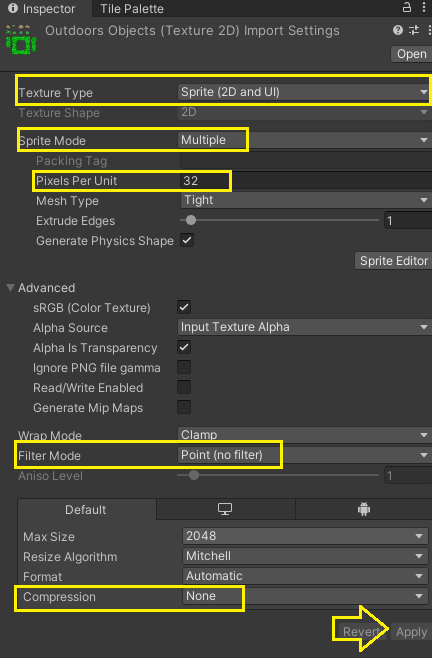 Inspector Tile Palette
Outdoors Objects (Texture 2D) Import Settings
Open
Texture Type Sprite (2D and UI)
Texture Shape 2D
Sprite Mode Multiple
Packing Tag
Pixels Per Unit 32
Mesh Type Tight
Extrude Edges 1
Generate Physics Shape
Sprite Editor
Advanced
sRGB (Color Texture)
Alpha Source Input Texture Alpha
Alpha Is Transparency
Ignore PNG file gamma
Read/Write Enabled
Generate Mip Maps
Wrap Mode Clamp
Filter Mode Point (no filter)
Aniso Level 1
Default
Max Size 2048
Resize Algorithm Mitchell
Format Automatic
Compression None
Revert Apply